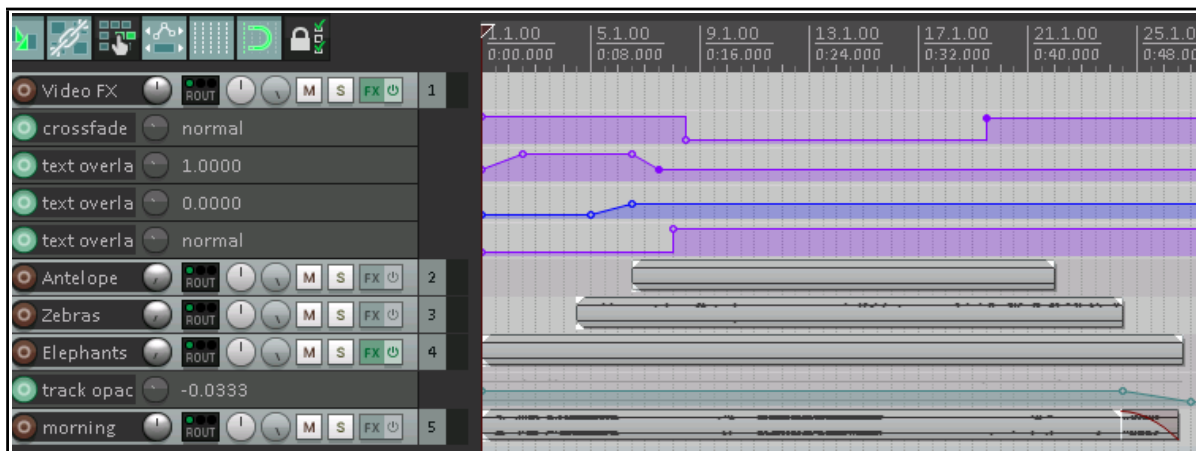 1.1.00 5.1.00 9.1.00 13.1.00 17.1.00 21.1.00 25.1.0
0:00.000 0:08.000 0:16.000 0:24.000 0:32.000 0:40.000 0:48.00
Video FX ROUT M S FX 1
crossfade normal
text overla 1.0000
text overla 0.0000
text overla normal
Antelope ROUT M S FX 2
Zebras ROUT M S FX 3
Elephants ROUT M S FX 4
track opac -0.0333
morning ROUT M S FX 5